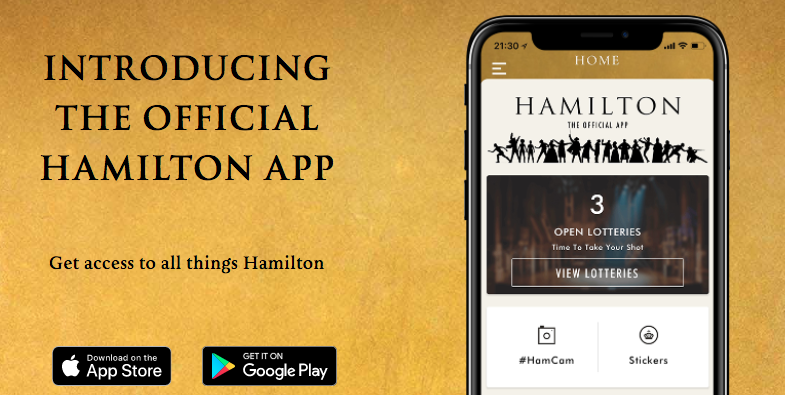 INTRODUCING
THE OFFICIAL
HAMILTON APP
Get access to all things Hamilton
Download on the
App Store
GET IT ON
Google Play
21:30
HOME
HAMILTON
THE OFFICIAL APP
3
OPEN LOTTERIES
Time To Take Your Shot
VIEW LOTTERIES
#HamCam
Stickers